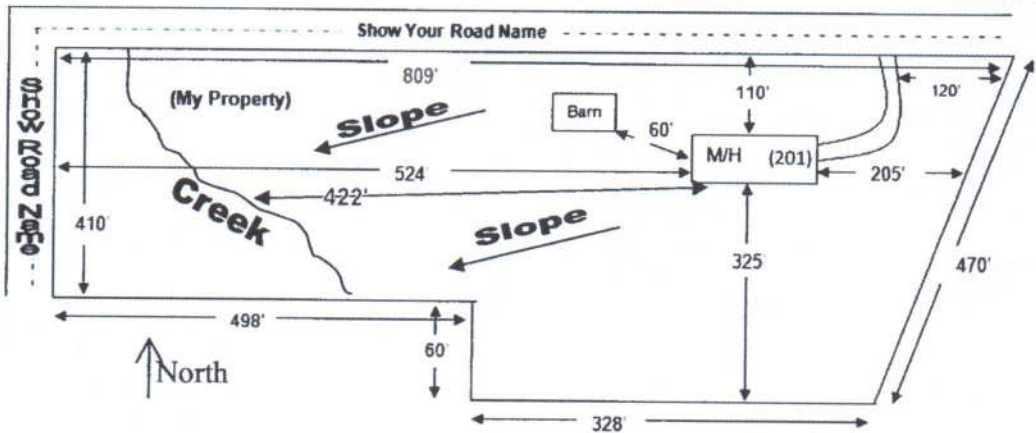 Show Your Road Name
809'
(My Property)
Slope
Barn
60'
110'
120'
M/H (201)
Show Road Name
524'
422'
205'
Creek
410'
Slope
325'
470'
498'
60'
North
328'